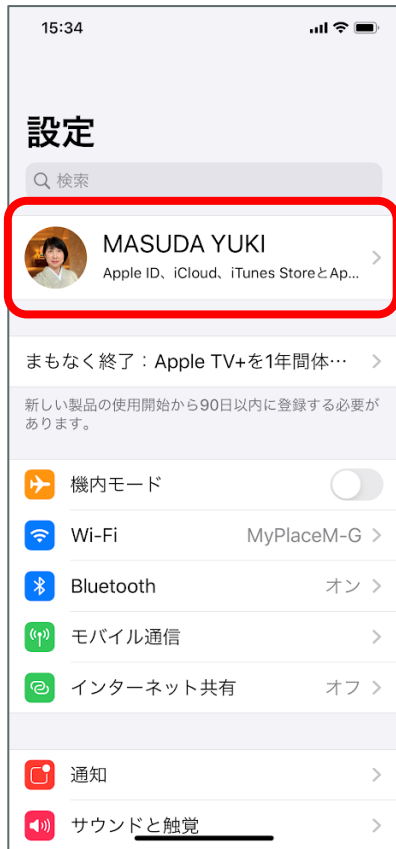 15:34
設定
検索
MASUDA YUKI
Apple ID、iCloud、iTunes StoreとAp...
まもなく終了：Apple TV+を1年間体…
新しい製品の使用開始から90日以内に登録する必要が
あります。
機内モード
Wi-Fi MyPlaceM-G
Bluetooth オン
モバイル通信
インターネット共有 オフ
通知
サウンドと触覚